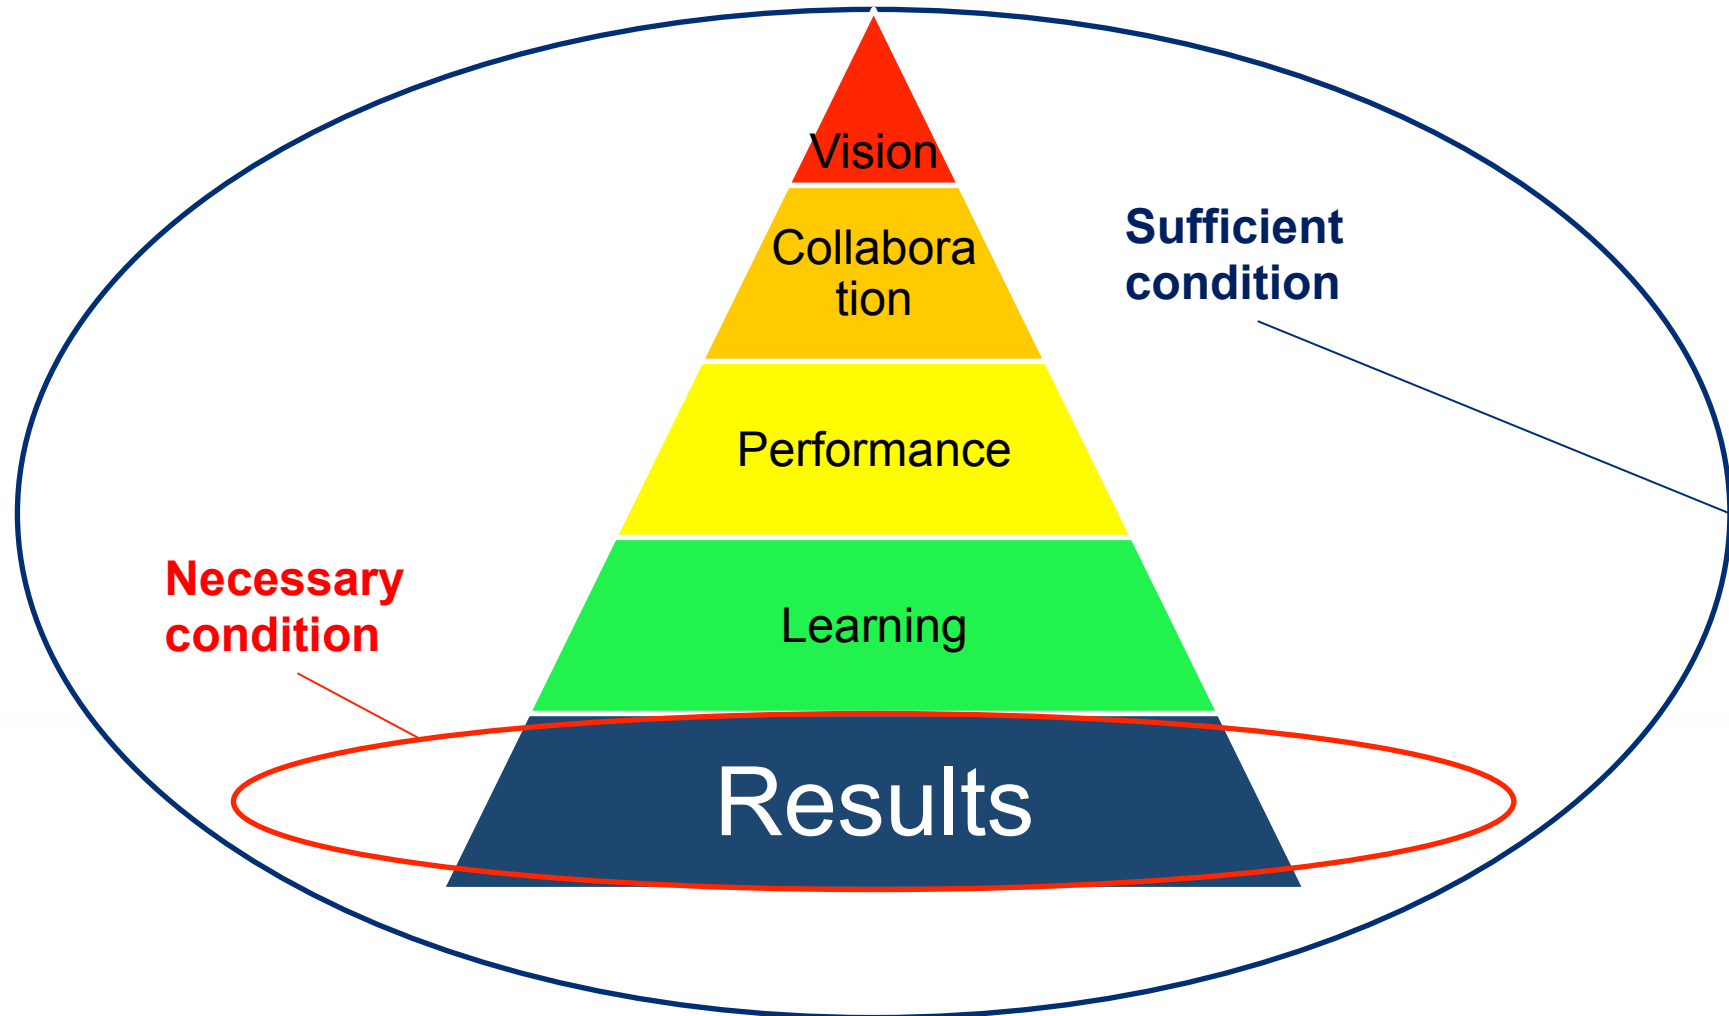 Vision
Collabora
tion
Sufficient
condition
Performance
Necessary
condition
Learning
Results